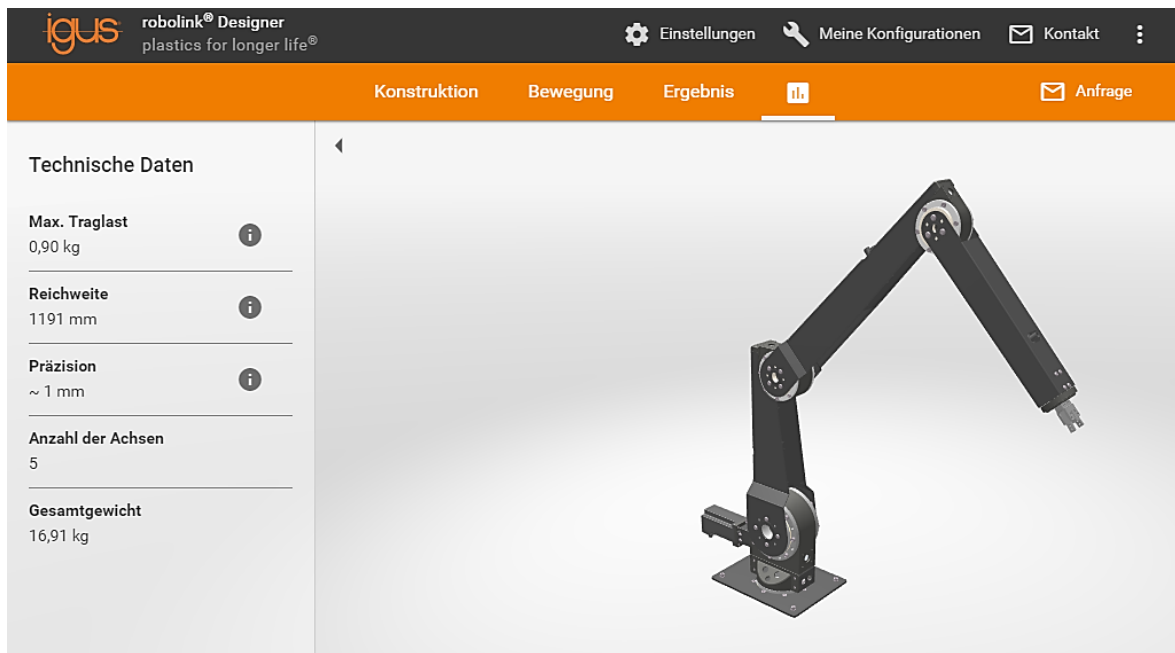 igus robolink® Designer
plastics for longer life®
Einstellungen
Meine Konfigurationen
Kontakt
Konstruktion
Bewegung
Ergebnis
Anfrage
Technische Daten
Max. Traglast
0,90 kg
Reichweite
1191 mm
Präzision
~ 1 mm
Anzahl der Achsen
5
Gesamtgewicht
16,91 kg